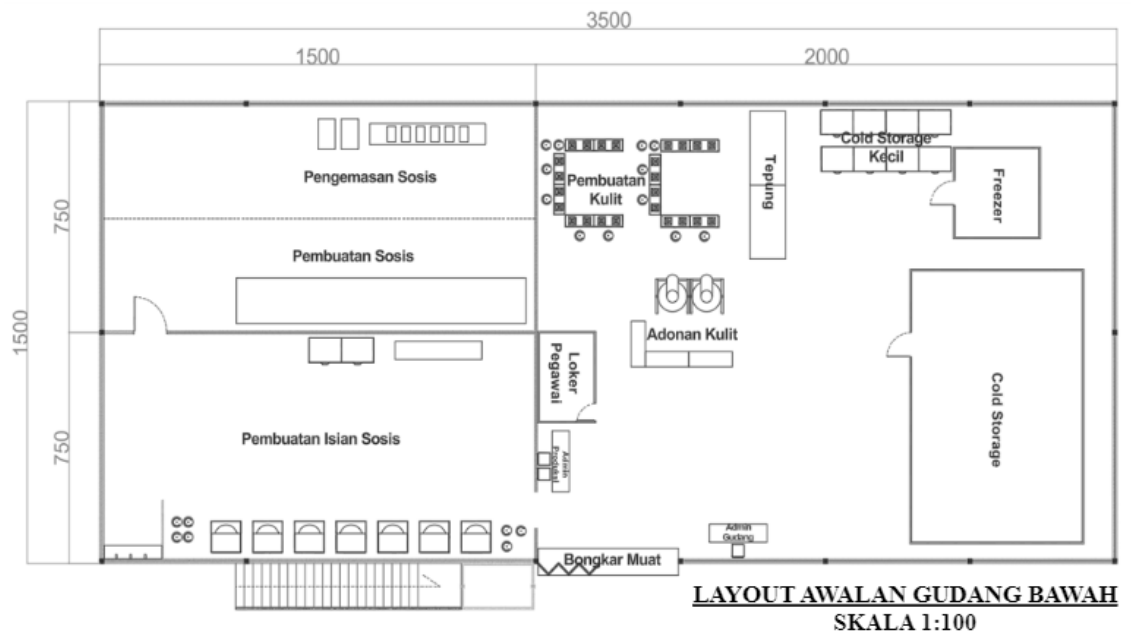 3500
1500
2000
Pengemasan Sosis
Pembuatan
Kulit
Tepung
Cold Storage
Kecil
Freezer
750
Pembuatan Sosis
1500
Adonan Kulit
Loker
Pegawai
Cold Storage
750
Pembuatan Isian Sosis
Admin
Produksi
Admin
Gudang
Bongkar Muat
LAYOUT AWALAN GUDANG BAWAH
SKALA 1:100